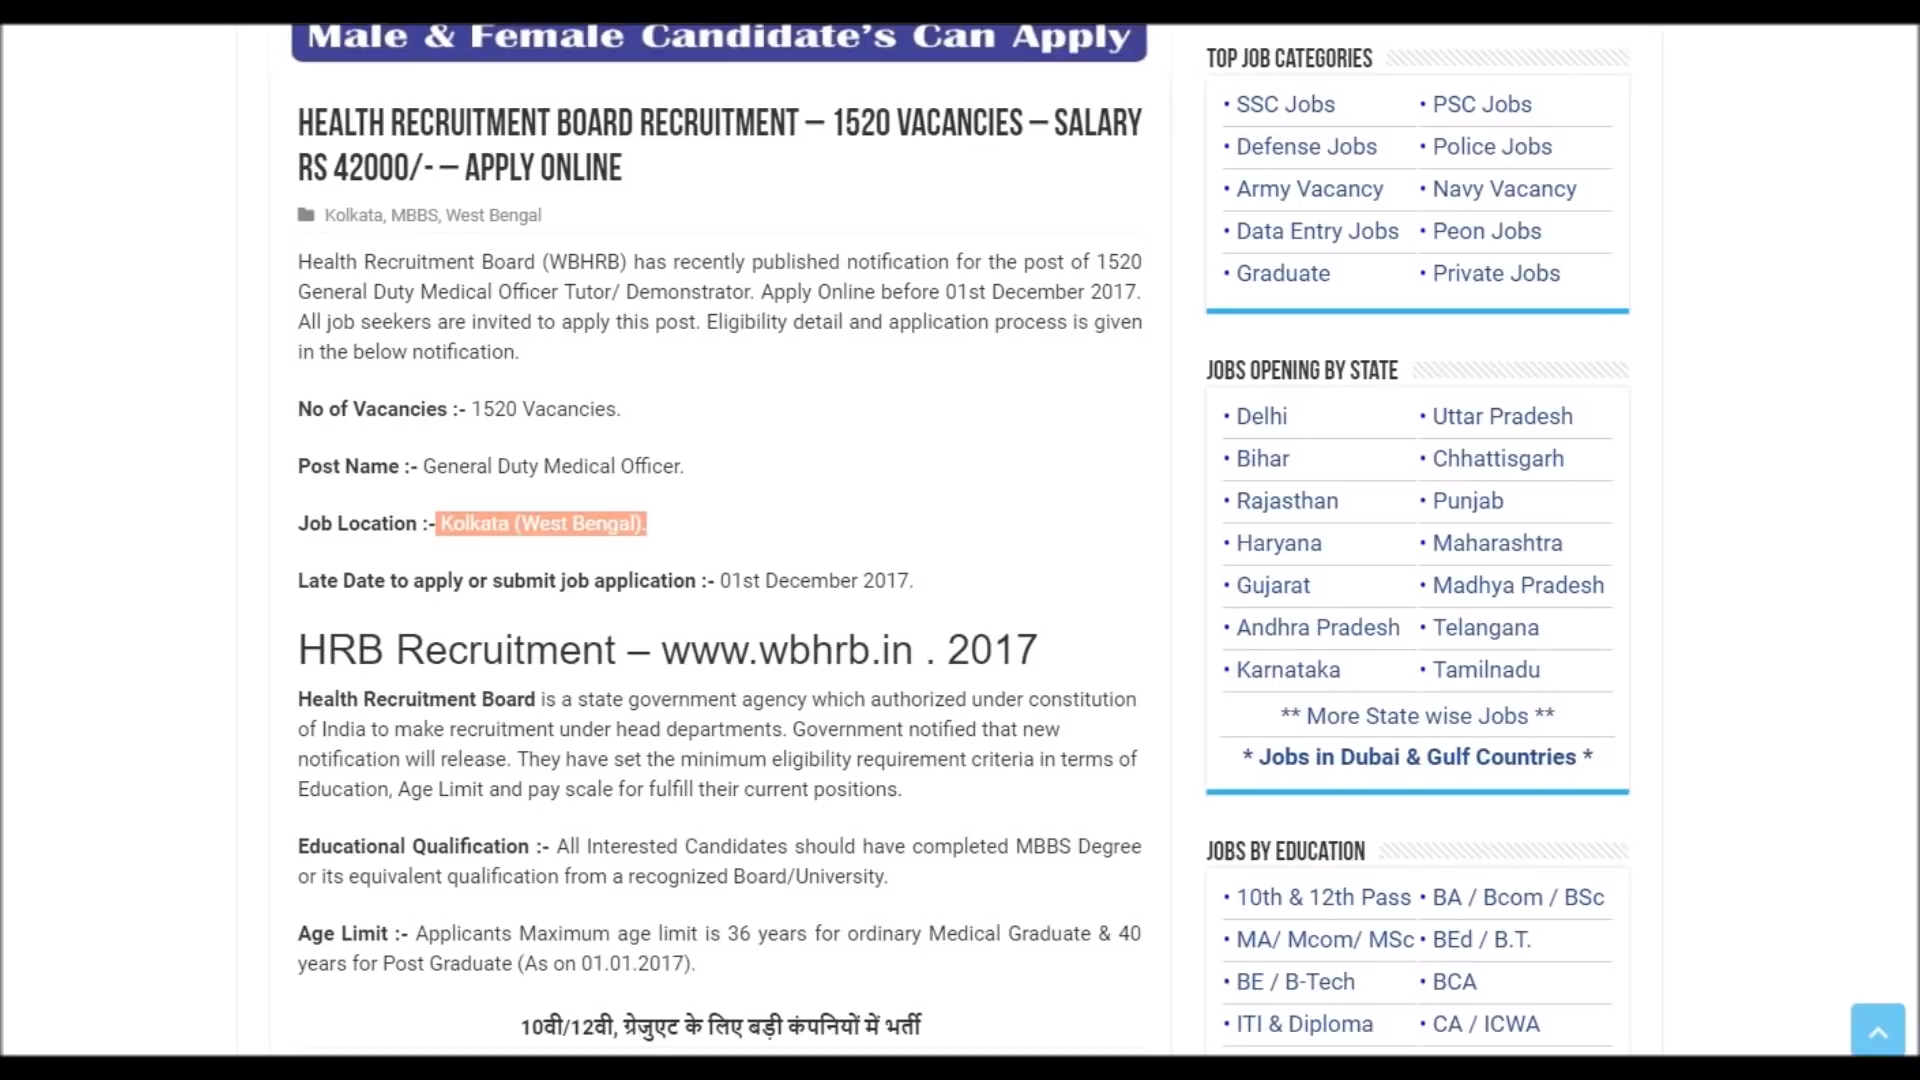 Male & Female Candidate's Can Apply
HEALTH RECRUITMENT BOARD RECRUITMENT – 1520 VACANCIES – SALARY
RS 42000/- – APPLY ONLINE
Kolkata, MBBS, West Bengal
Health Recruitment Board (WBHRB) has recently published notification for the post of 1520
General Duty Medical Officer Tutor/ Demonstrator. Apply Online before 01st December 2017.
All job seekers are invited to apply this post. Eligibility detail and application process is given
in the below notification.
No of Vacancies :- 1520 Vacancies.
Post Name :- General Duty Medical Officer.
Job Location :- Kolkata (West Bengal).
Late Date to apply or submit job application :- 01st December 2017.
HRB Recruitment – www.wbhrb.in . 2017
Health Recruitment Board is a state government agency which authorized under constitution
of India to make recruitment under head departments. Government notified that new
notification will release. They have set the minimum eligibility requirement criteria in terms of
Education, Age Limit and pay scale for fulfill their current positions.
Educational Qualification :- All Interested Candidates should have completed MBBS Degree
or its equivalent qualification from a recognized Board/University.
Age Limit :- Applicants Maximum age limit is 36 years for ordinary Medical Graduate & 40
years for Post Graduate (As on 01.01.2017).
10वी/12वी, ग्रेजुएट के लिए बड़ी कंपनियों में भर्ती
TOP JOB CATEGORIES
• SSC Jobs • PSC Jobs
• Defense Jobs • Police Jobs
• Army Vacancy • Navy Vacancy
• Data Entry Jobs • Peon Jobs
• Graduate • Private Jobs
JOBS OPENING BY STATE
• Delhi • Uttar Pradesh
• Bihar • Chhattisgarh
• Rajasthan • Punjab
• Haryana • Maharashtra
• Gujarat • Madhya Pradesh
• Andhra Pradesh • Telangana
• Karnataka • Tamilnadu
** More State wise Jobs **
* Jobs in Dubai & Gulf Countries *
JOBS BY EDUCATION
• 10th & 12th Pass • BA / Bcom / BSc
• MA/ Mcom/ MSc • BEd / B.T.
• BE / B-Tech • BCA
• ITI & Diploma • CA / ICWA